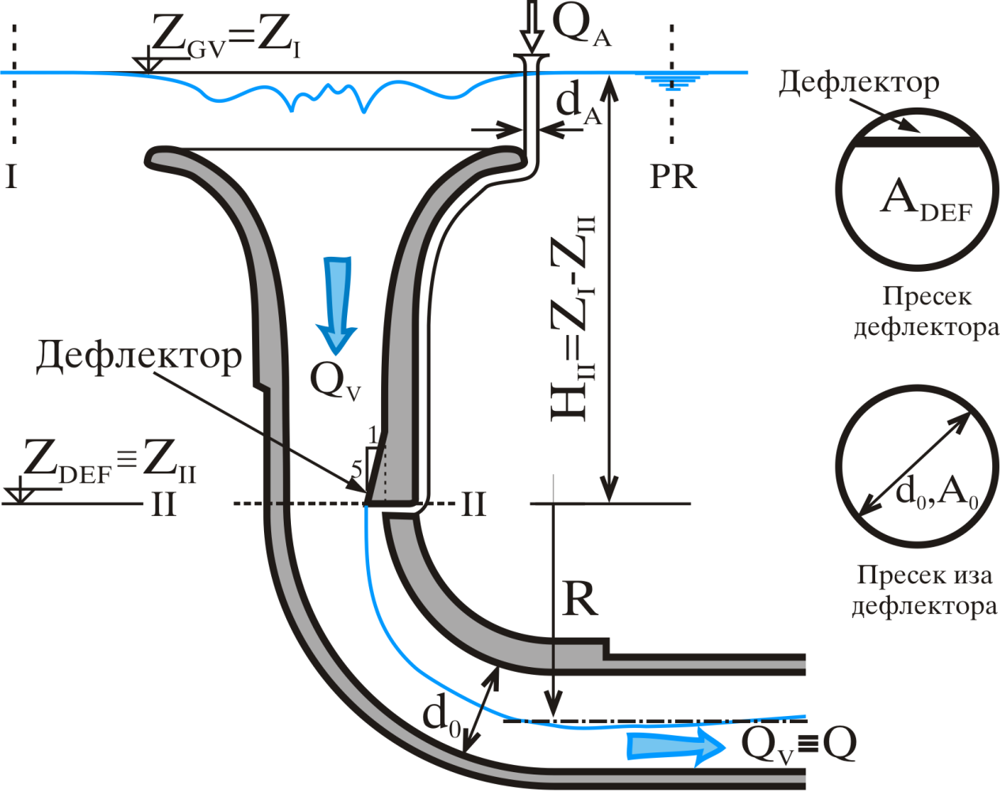 Z_GV=Z_I
Q_A
d_A
I
PR
Дефлектор
A_DEF
Пресек
дефлектора
H_II=Z_I-Z_II
Дефлектор
Q_V
1
5
Z_DEF≡Z_II
II
II
d_0,A_0
Пресек иза
дефлектора
R
d_0
Q_V≡Q